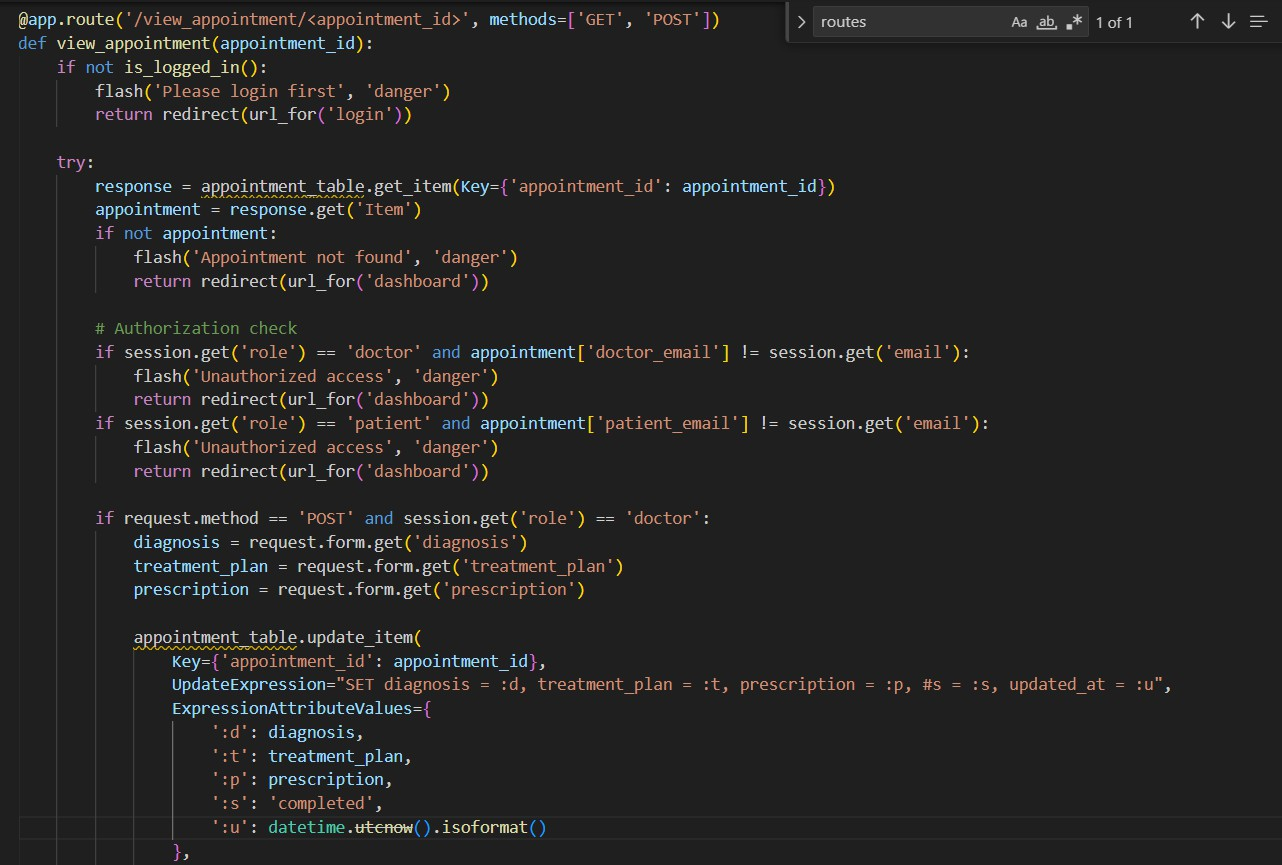 @app.route('/view_appointment/<appointment_id>', methods=['GET', 'POST'])
routes
Aa
ab
.*
1 of 1
def view_appointment(appointment_id):
    if not is_logged_in():
        flash('Please login first', 'danger')
        return redirect(url_for('login'))
    try:
        response = appointment_table.get_item(Key={'appointment_id': appointment_id})
        appointment = response.get('Item')
        if not appointment:
            flash('Appointment not found', 'danger')
            return redirect(url_for('dashboard'))
        # Authorization check
        if session.get('role') == 'doctor' and appointment['doctor_email'] != session.get('email'):
            flash('Unauthorized access', 'danger')
            return redirect(url_for('dashboard'))
        if session.get('role') == 'patient' and appointment['patient_email'] != session.get('email'):
            flash('Unauthorized access', 'danger')
            return redirect(url_for('dashboard'))
        if request.method == 'POST' and session.get('role') == 'doctor':
            diagnosis = request.form.get('diagnosis')
            treatment_plan = request.form.get('treatment_plan')
            prescription = request.form.get('prescription')
            appointment_table.update_item(
                Key={'appointment_id': appointment_id},
                UpdateExpression="SET diagnosis = :d, treatment_plan = :t, prescription = :p, #s = :s, updated_at = :u",
                ExpressionAttributeValues={
                    ':d': diagnosis,
                    ':t': treatment_plan,
                    ':p': prescription,
                    ':s': 'completed',
                    ':u': datetime.utcnow().isoformat()
                },